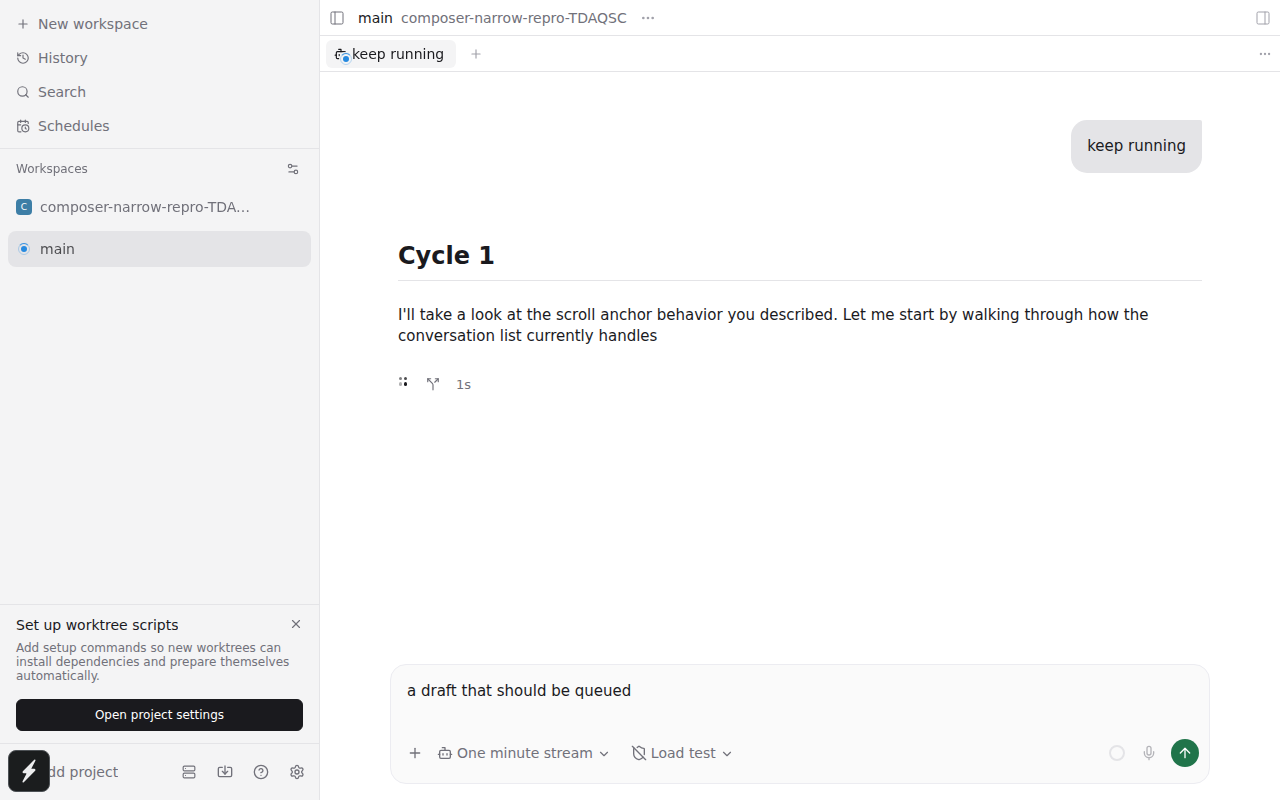 New workspace
History
Search
Schedules
Workspaces
C composer-narrow-repro-TDA...
main
Set up worktree scripts
Add setup commands so new worktrees can
install dependencies and prepare themselves
automatically.
Open project settings
dd project
main composer-narrow-repro-TDAQSC
keep running
keep running
Cycle 1
I'll take a look at the scroll anchor behavior you described. Let me start by walking through how the
conversation list currently handles
1s
a draft that should be queued
One minute stream
Load test